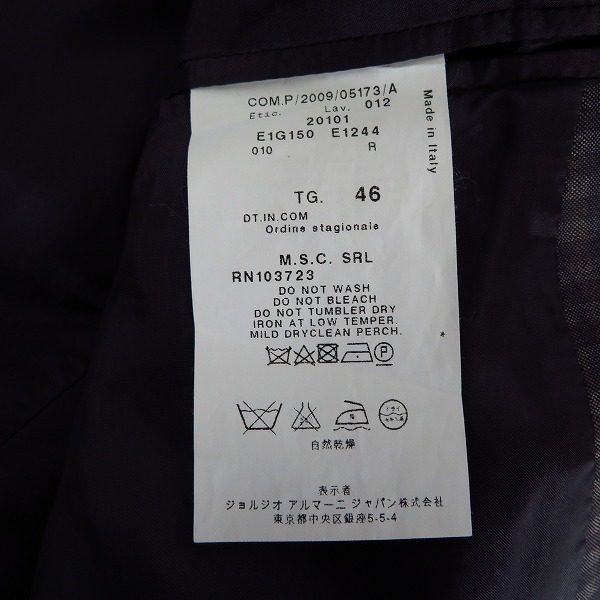 COM.P/2009/05173/A
Etic. Lav. 012
20101
E1G150 E1244
010 R
Made in Italy
TG. 46
DT.IN.COM
Ordine stagionale
M.S.C. SRL
RN103723
DO NOT WASH
DO NOT BLEACH
DO NOT TUMBLER DRY
IRON AT LOW TEMPER.
MILD DRYCLEAN PERCH.
P
ドライ
自然乾燥
表示者
ジョルジオ アルマーニ ジャパン株式会社
東京都中央区銀座5-5-4